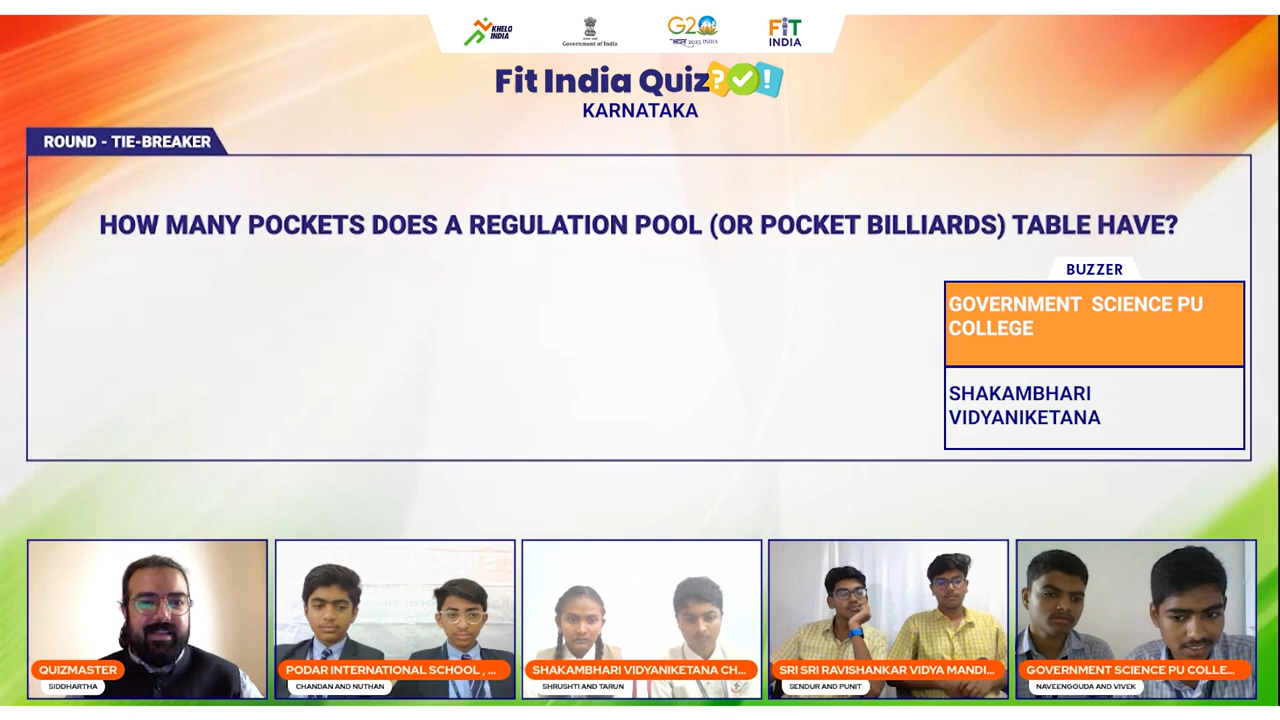 KHELO
INDIA
Government of India
G20
2023 INDIA
FIT
INDIA
Fit India Quiz?!
KARNATAKA
ROUND - TIE-BREAKER
HOW MANY POCKETS DOES A REGULATION POOL (OR POCKET BILLIARDS) TABLE HAVE?
BUZZER
GOVERNMENT SCIENCE PU
COLLEGE
SHAKAMBHARI
VIDYANIKETANA
QUIZMASTER
SIDDHARTHA
PODAR INTERNATIONAL SCHOOL , ...
CHANDAN AND NUTHAN
SHAKAMBHARI VIDYANIKETANA CH...
SHRUSHTI AND TARUN
SRI SRI RAVISHANKAR VIDYA MANDI...
SENDUR AND PUNIT
GOVERNMENT SCIENCE PU COLLE...
NAVEENGOUDA AND VIVEK